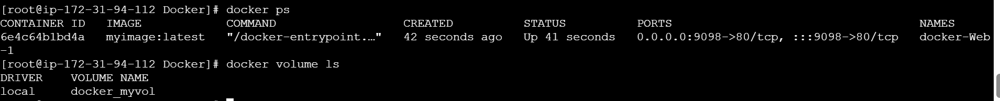 [root@ip-172-31-94-112 Docker]# docker ps
CONTAINER ID   IMAGE            COMMAND                  CREATED          STATUS          PORTS                                   NAMES
6e4c64b1bd4a   myimage:latest   "/docker-entrypoint.…"   42 seconds ago   Up 41 seconds   0.0.0.0:9098->80/tcp, :::9098->80/tcp   docker-Web
-1
[root@ip-172-31-94-112 Docker]# docker volume ls
DRIVER    VOLUME NAME
local     docker_myvol